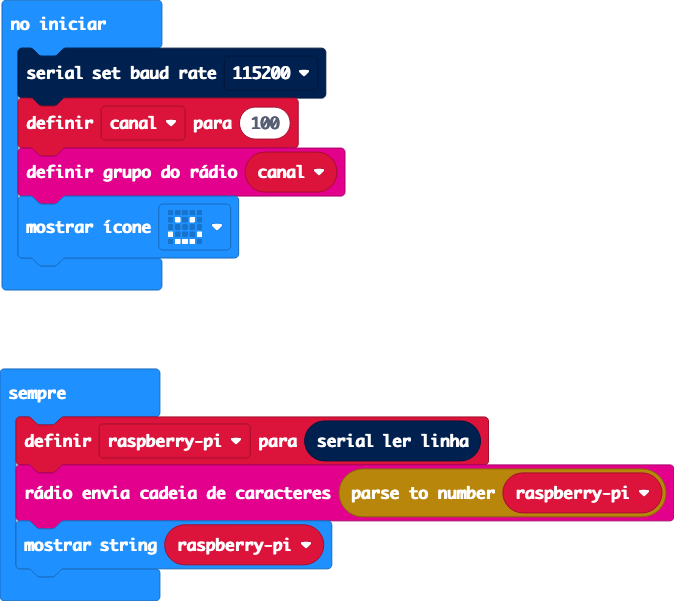 no iniciar
serial set baud rate 115200
definir canal para 100
definir grupo do rádio canal
mostrar ícone
sempre
definir raspberry-pi para serial ler linha
rádio envia cadeia de caracteres parse to number raspberry-pi
mostrar string raspberry-pi